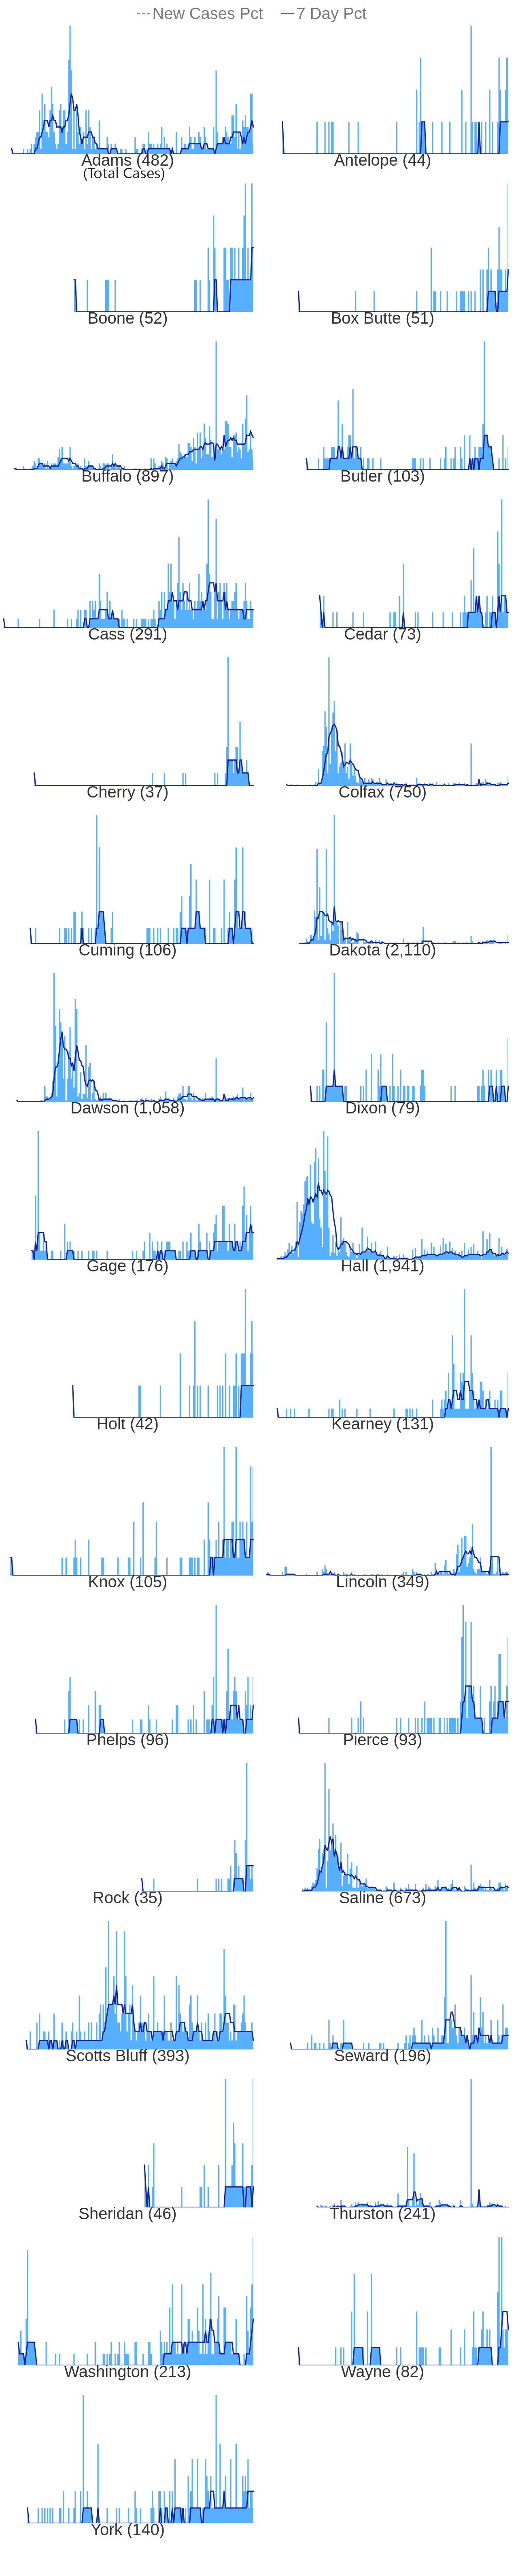 New Cases Pct 7 Day Pct
Adams (482) Antelope (44)
(Total Cases)
Boone (52) Box Butte (51)
Buffalo (897) Butler (103)
Cass (291) Cedar (73)
Cherry (37) Colfax (750)
Cuming (106) Dakota (2,110)
Dawson (1,058) Dixon (79)
Gage (176) Hall (1,941)
Holt (42) Kearney (131)
Knox (105) Lincoln (349)
Phelps (96) Pierce (93)
Rock (35) Saline (673)
Scotts Bluff (393) Seward (196)
Sheridan (46) Thurston (241)
Washington (213) Wayne (82)
York (140)